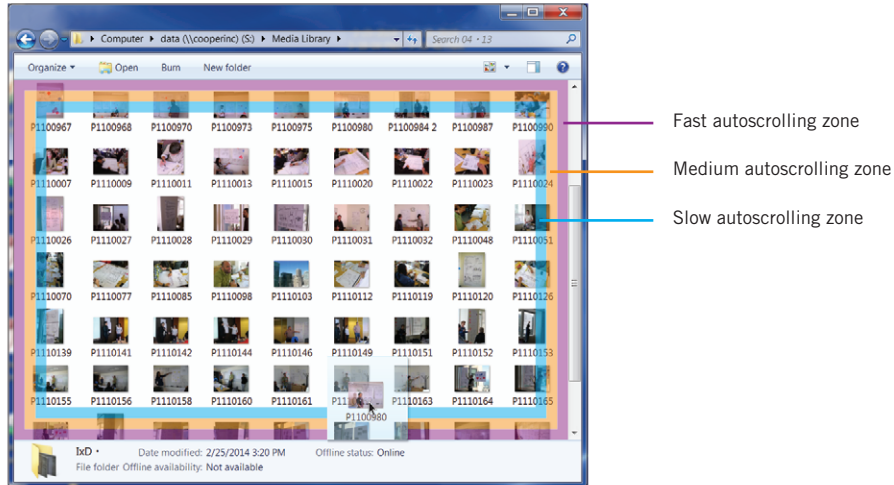 Computer ▸ data (\\cooperinc) (S:) ▸ Media Library ▸
Search 04 - 13
Organize ▾ Open Burn New folder
P1100967 P1100968 P1100970 P1100973 P1100975 P1100980 P1100984 2 P1100987 P1100990
Fast autoscrolling zone
P1110007 P1110009 P1110011 P1110013 P1110015 P1110020 P1110022 P1110023 P1110024
Medium autoscrolling zone
P1110026 P1110027 P1110028 P1110029 P1110030 P1110031 P1110032 P1110048 P1110051
Slow autoscrolling zone
P1110070 P1110077 P1110085 P1110098 P1110103 P1110112 P1110119 P1110120 P1110126
P1110139 P1110141 P1110142 P1110144 P1110146 P1110149 P1110151 P1110152 P1110153
P1110155 P1110156 P1110158 P1110160 P1110161 P11 P1110163 P1110164 P1110165
P1100980
IxD · Date modified: 2/25/2014 3:20 PM Offline status: Online
File folder Offline availability: Not available